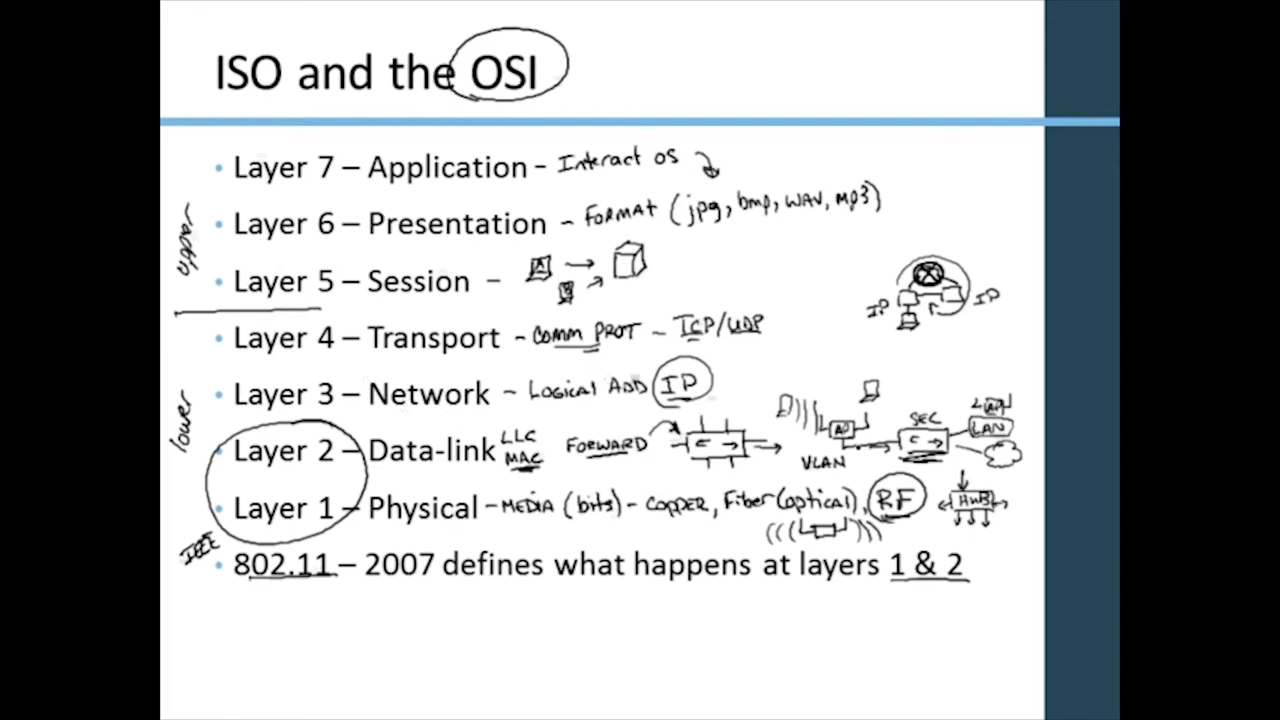 ISO and the OSI
• Layer 7 – Application - Interact OS
• Layer 6 – Presentation - FORMAT (jpg, bmp, WAV, MP3)
upper
• Layer 5 – Session -
A
B
IP IP
• Layer 4 – Transport - COMM PROT - TCP/UDP
• Layer 3 – Network - LOGICAL ADD IP
lower
• Layer 2 – Data-link LLC
MAC
FORWARD
AP
VLAN
SEC
AP
LAN
• Layer 1 – Physical - MEDIA (bits) - COPPER, Fiber (optical), RF
HUB
IEEE
• 802.11 – 2007 defines what happens at layers 1 & 2